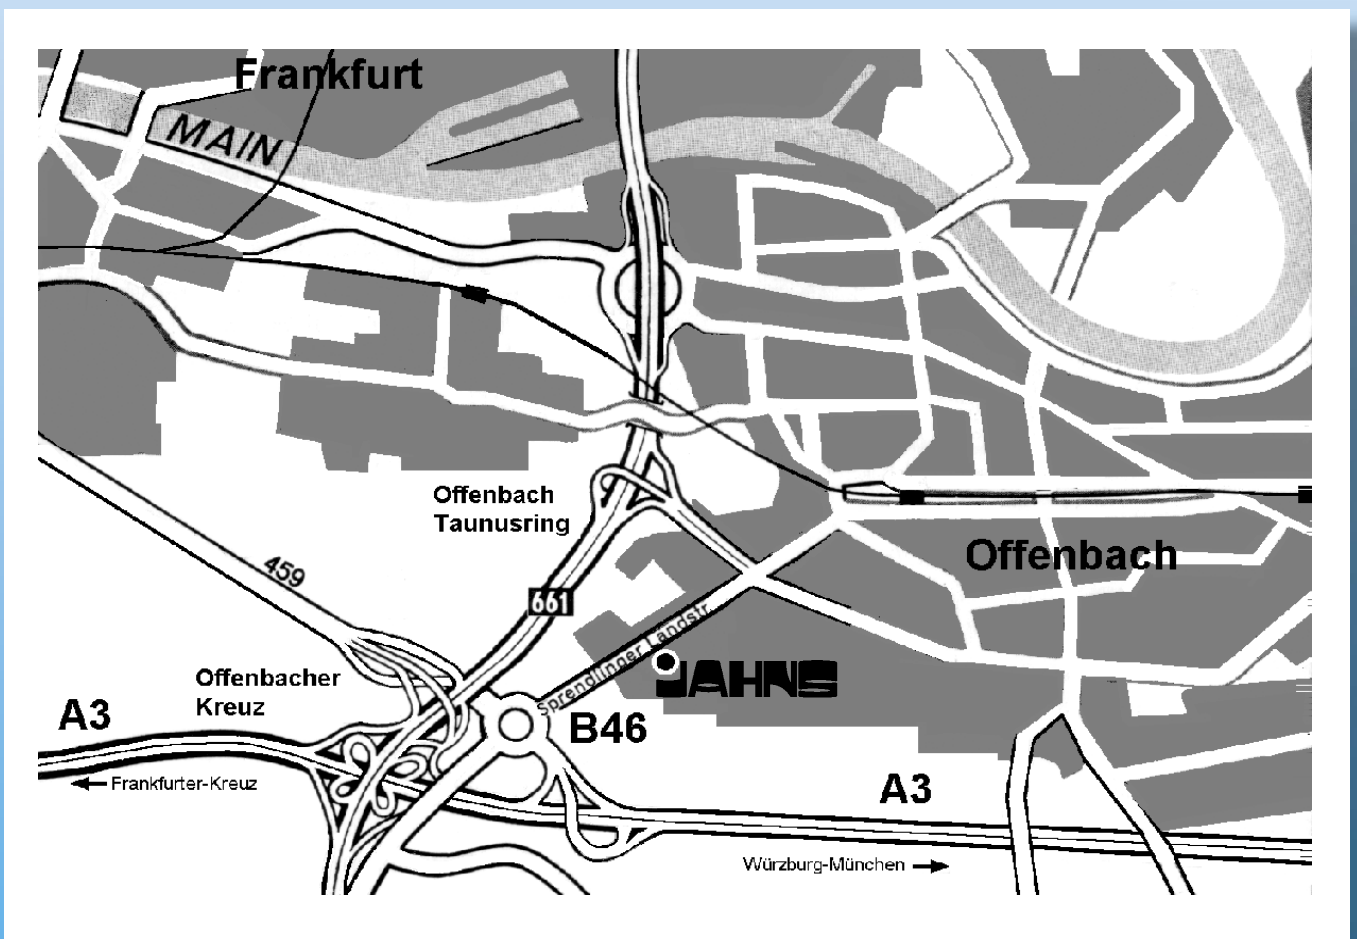 Frankfurt
MAIN
Offenbach
Taunusring
Offenbach
459
661
Sprendlinger Landstr.
JAHNS
Offenbacher
Kreuz
A3
B46
Frankfurter-Kreuz
A3
Würzburg-München